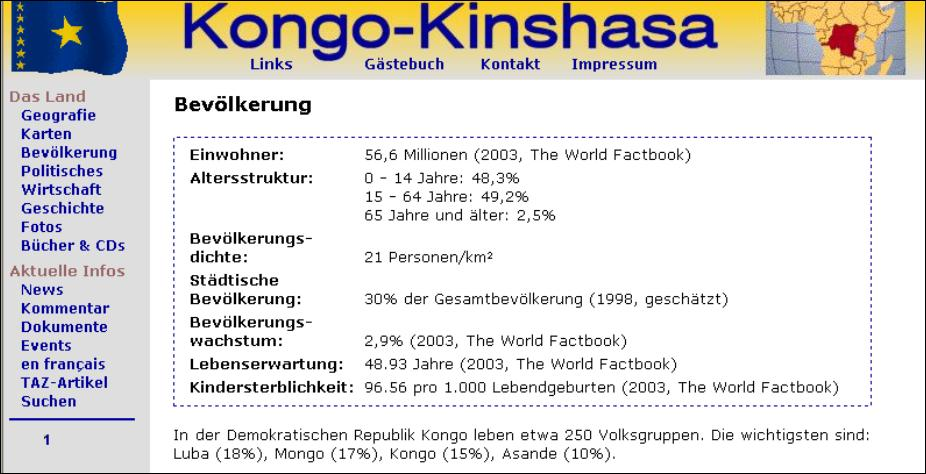 Kongo-Kinshasa
Links Gästebuch Kontakt Impressum
Das Land
Geografie
Karten
Bevölkerung
Politisches
Wirtschaft
Geschichte
Fotos
Bücher & CDs
Aktuelle Infos
News
Kommentar
Dokumente
Events
en français
TAZ-Artikel
Suchen
1
Bevölkerung
Einwohner: 56,6 Millionen (2003, The World Factbook)
Altersstruktur: 0 - 14 Jahre: 48,3%
15 - 64 Jahre: 49,2%
65 Jahre und älter: 2,5%
Bevölkerungs-
dichte: 21 Personen/km²
Städtische
Bevölkerung: 30% der Gesamtbevölkerung (1998, geschätzt)
Bevölkerungs-
wachstum: 2,9% (2003, The World Factbook)
Lebenserwartung: 48.93 Jahre (2003, The World Factbook)
Kindersterblichkeit: 96.56 pro 1.000 Lebendgeburten (2003, The World Factbook)
In der Demokratischen Republik Kongo leben etwa 250 Volksgruppen. Die wichtigsten sind:
Luba (18%), Mongo (17%), Kongo (15%), Asande (10%).